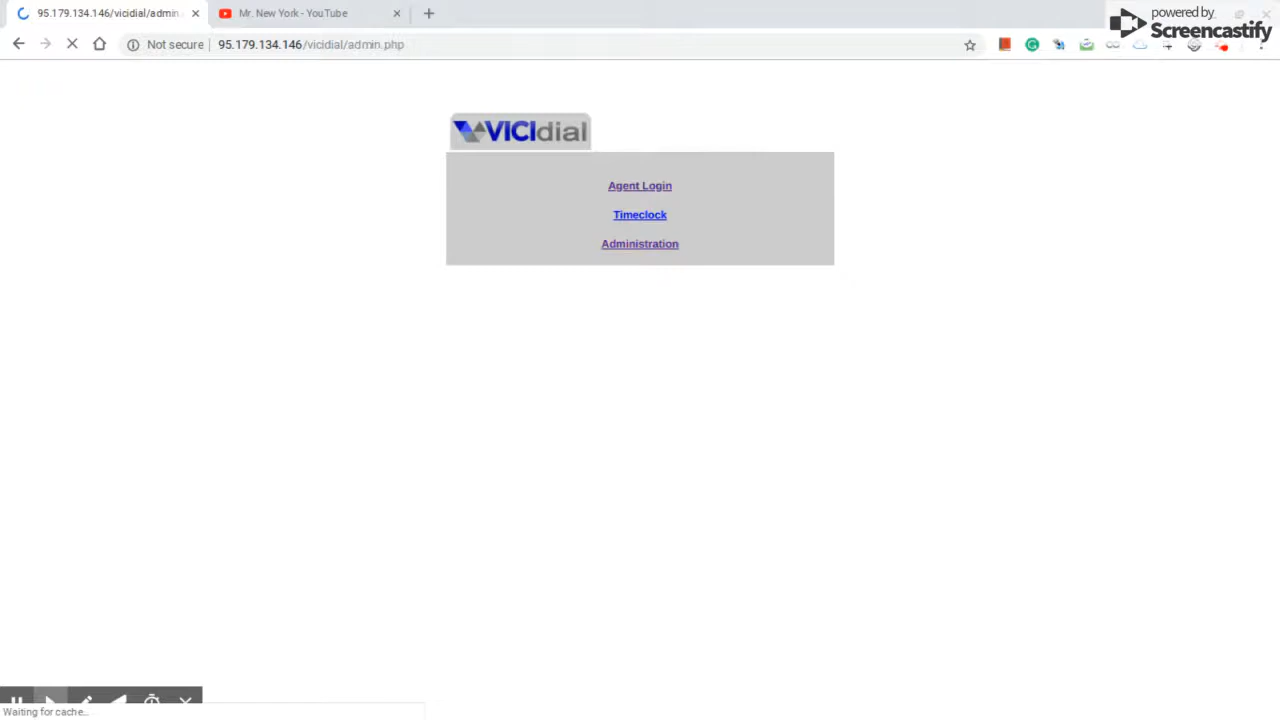 95.179.134.146/vicidial/admin
Mr. New York - YouTube
powered by
Screencastify
Not secure
95.179.134.146/vicidial/admin.php
VICIdial
Agent Login
Timeclock
Administration
Waiting for cache...